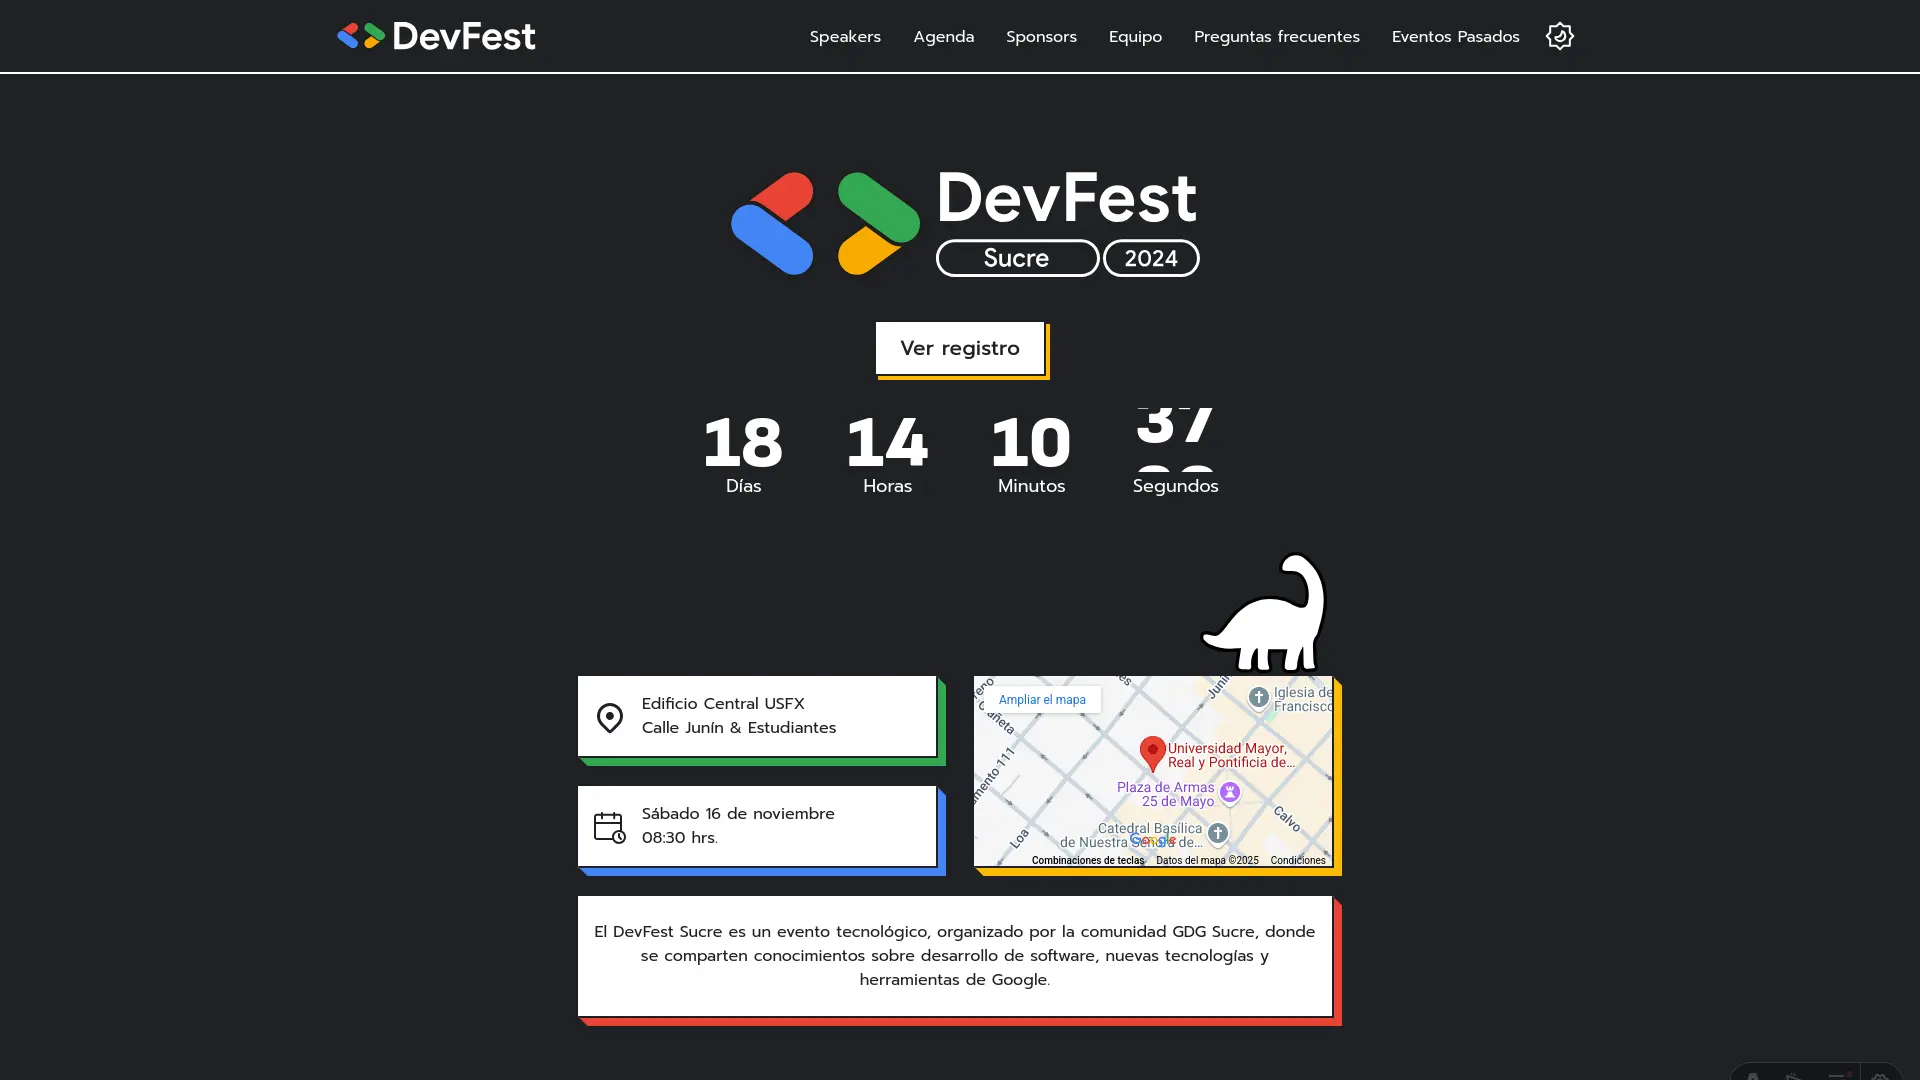 DevFest
Speakers
Agenda
Sponsors
Equipo
Preguntas frecuentes
Eventos Pasados
DevFest
Sucre
2024
Ver registro
18
14
10
37
Días
Horas
Minutos
Segundos
Edificio Central USFX
Calle Junín & Estudiantes
Sábado 16 de noviembre
08:30 hrs.
Ampliar el mapa
Iglesia de
Francisco
Universidad Mayor,
Real y Pontificia de...
Plaza de Armas
25 de Mayo
Calvo
Loa
Catedral Basílica
de Nuestra Señora de...
Google
Combinaciones de teclas
Datos del mapa ©2025
Condiciones
El DevFest Sucre es un evento tecnológico, organizado por la comunidad GDG Sucre, donde
se comparten conocimientos sobre desarrollo de software, nuevas tecnologías y
herramientas de Google.